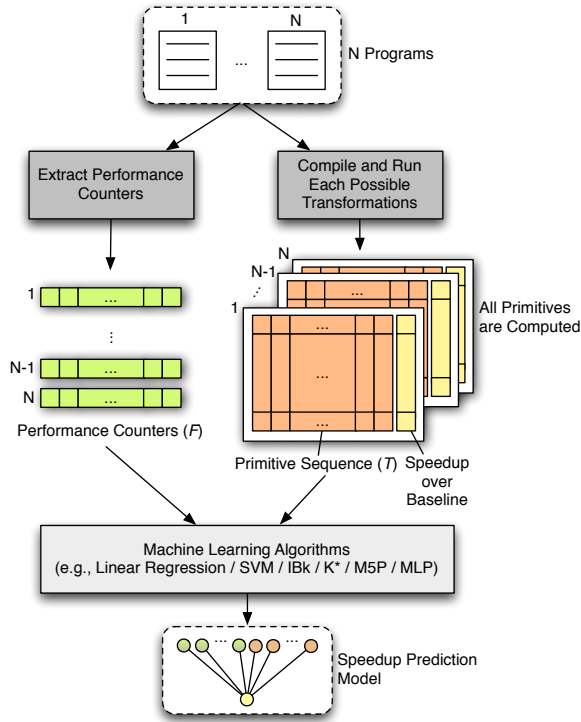 1
N
...
N Programs
Extract Performance
Counters
Compile and Run
Each Possible
Transformations
N
N-1
...
1
1
...
...
N-1
...
N
...
...
...
...
All Primitives
are Computed
Performance Counters (F)
Primitive Sequence (T)
Speedup
over
Baseline
Machine Learning Algorithms
(e.g., Linear Regression / SVM / IBk / K* / M5P / MLP)
...
...
Speedup Prediction
Model